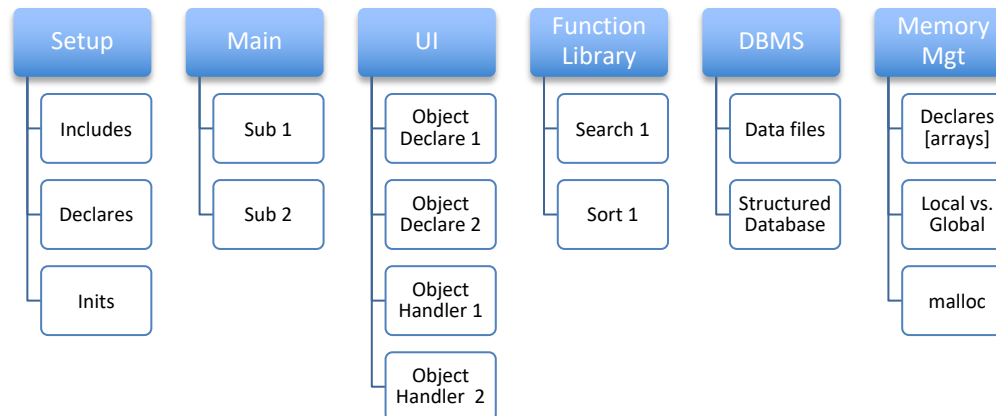 Setup
Includes
Declares
Inits
Main
Sub 1
Sub 2
UI
Object
Declare 1
Object
Declare 2
Object
Handler 1
Object
Handler 2
Function
Library
Search 1
Sort 1
DBMS
Data files
Structured
Database
Memory
Mgt
Declares
[arrays]
Local vs.
Global
malloc